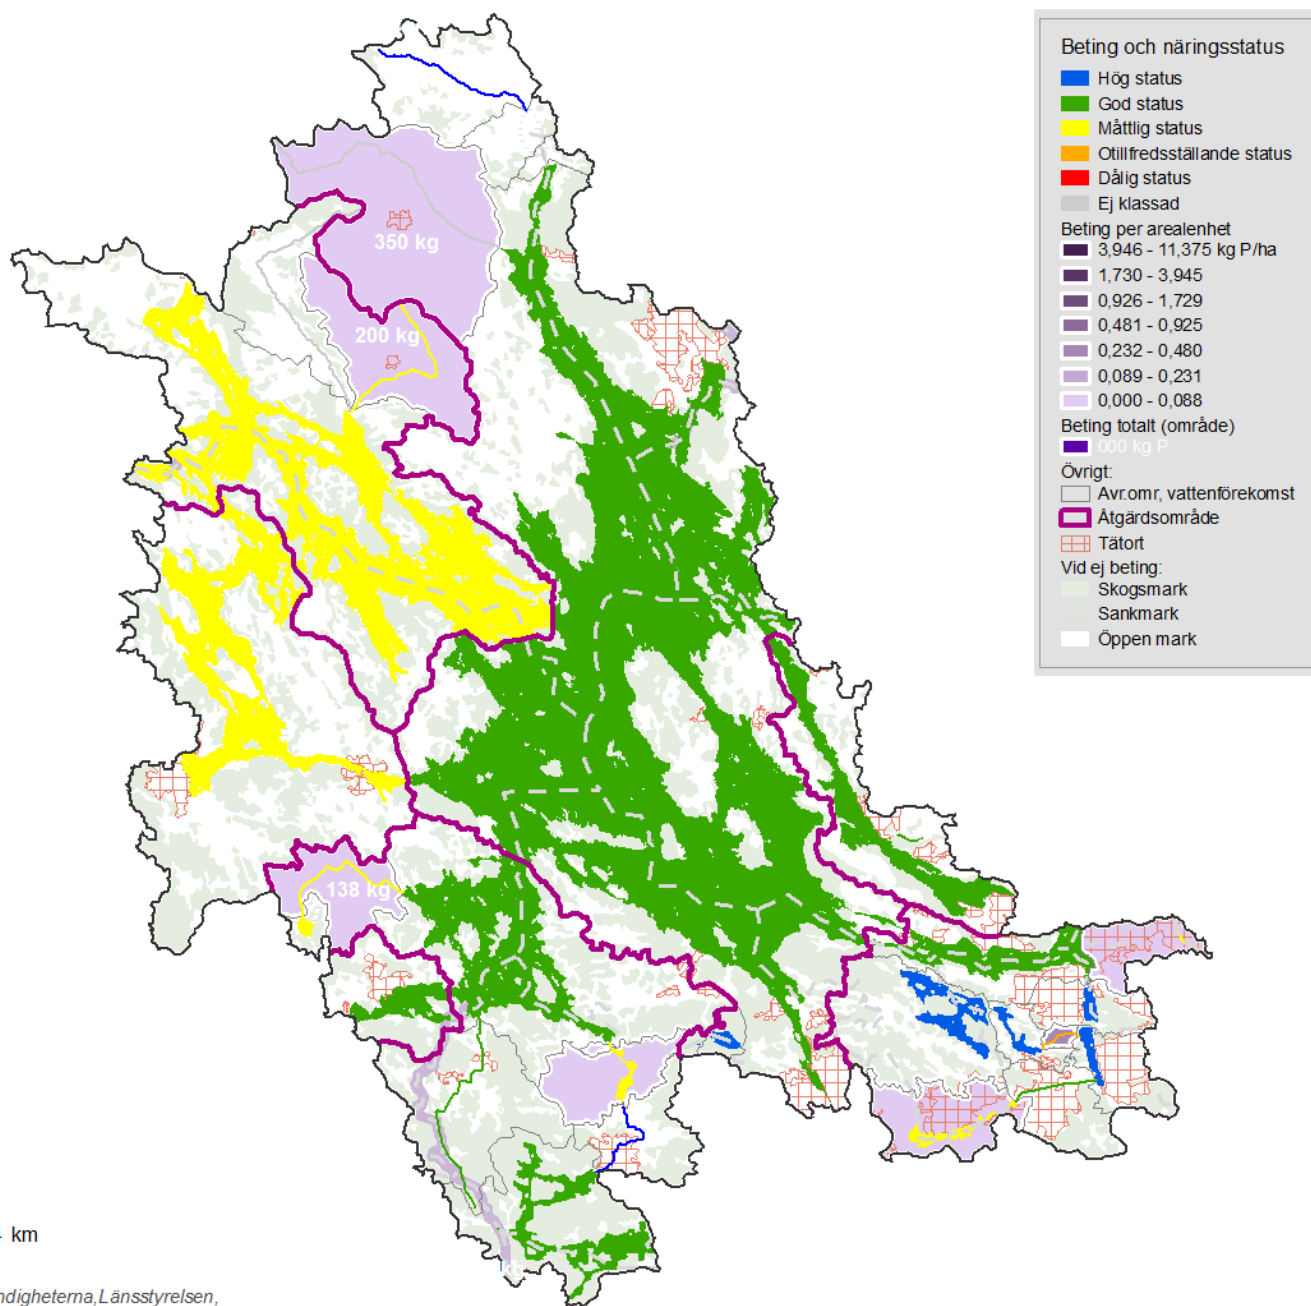 Beting och näringsstatus
Hög status
God status
Måttlig status
Otillfredsställande status
Dålig status
Ej klassad
Beting per arealenhet
3,946 - 11,375 kg P/ha
1,730 - 3,945
0,926 - 1,729
0,481 - 0,925
0,232 - 0,480
0,089 - 0,231
0,000 - 0,088
Beting totalt (område)
000 kg P
Övrigt:
Avr.omr, vattenförekomst
Åtgärdsområde
Tätort
Vid ej beting:
Skogsmark
Sankmark
Öppen mark
350 kg
200 kg
138 kg
km
ndigheterna,Länsstyrelsen,